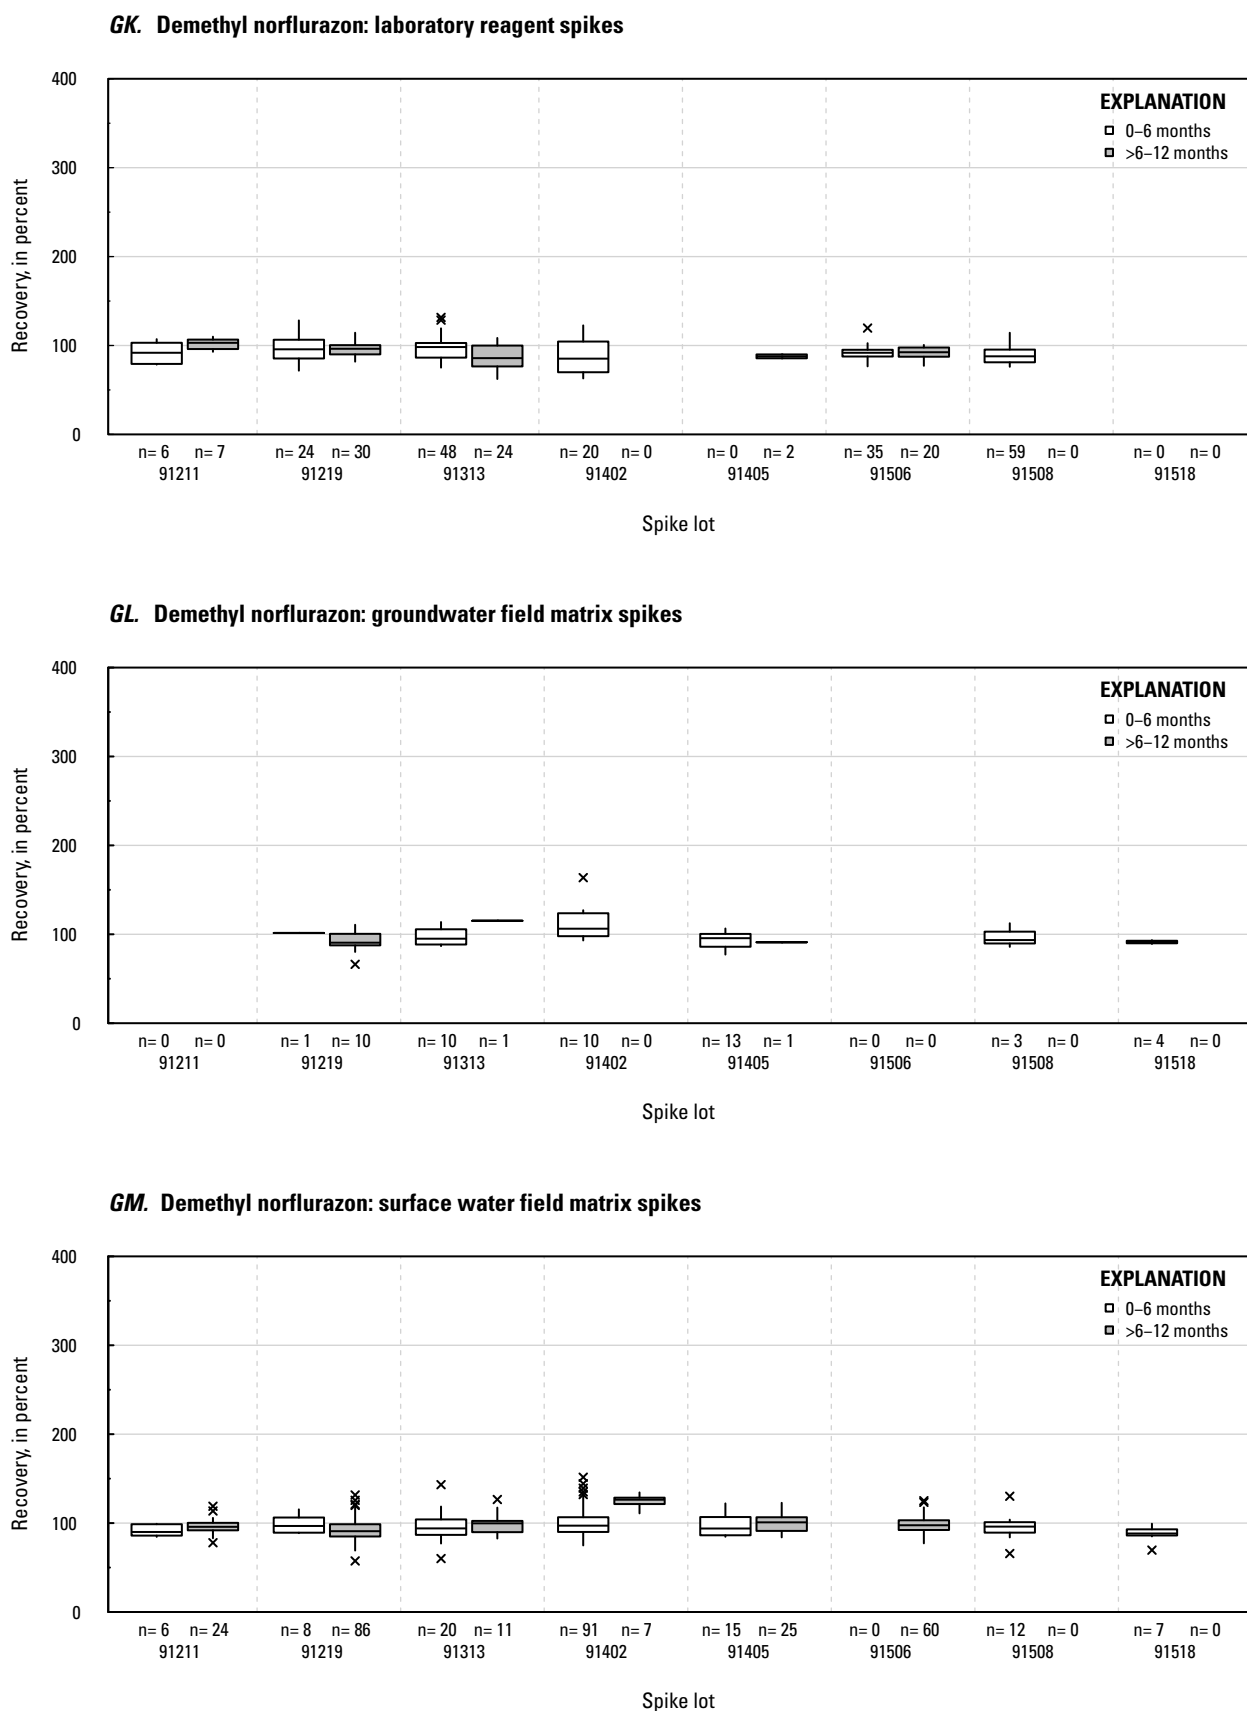 GK. Demethyl norflurazon: laboratory reagent spikes
400
300
200
100
0
Recovery, in percent
EXPLANATION
0–6 months
>6–12 months
n= 6 n= 7 n= 24 n= 30 n= 48 n= 24 n= 20 n= 0 n= 0 n= 2 n= 35 n= 20 n= 59 n= 0 n= 0 n= 0
91211 91219 91313 91402 91405 91506 91508 91518
Spike lot
GL. Demethyl norflurazon: groundwater field matrix spikes
400
300
200
100
0
Recovery, in percent
EXPLANATION
0–6 months
>6–12 months
n= 0 n= 0 n= 1 n= 10 n= 10 n= 1 n= 10 n= 0 n= 13 n= 1 n= 0 n= 0 n= 3 n= 0 n= 4 n= 0
91211 91219 91313 91402 91405 91506 91508 91518
Spike lot
GM. Demethyl norflurazon: surface water field matrix spikes
400
300
200
100
0
Recovery, in percent
EXPLANATION
0–6 months
>6–12 months
n= 6 n= 24 n= 8 n= 86 n= 20 n= 11 n= 91 n= 7 n= 15 n= 25 n= 0 n= 60 n= 12 n= 0 n= 7 n= 0
91211 91219 91313 91402 91405 91506 91508 91518
Spike lot